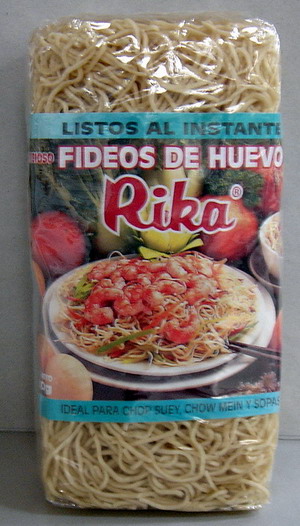 LISTOS AL INSTANTE
FIDEOS DE HUEVO
Rika®
IDEAL PARA CHOP SUEY, CHOW MEIN Y SOPAS